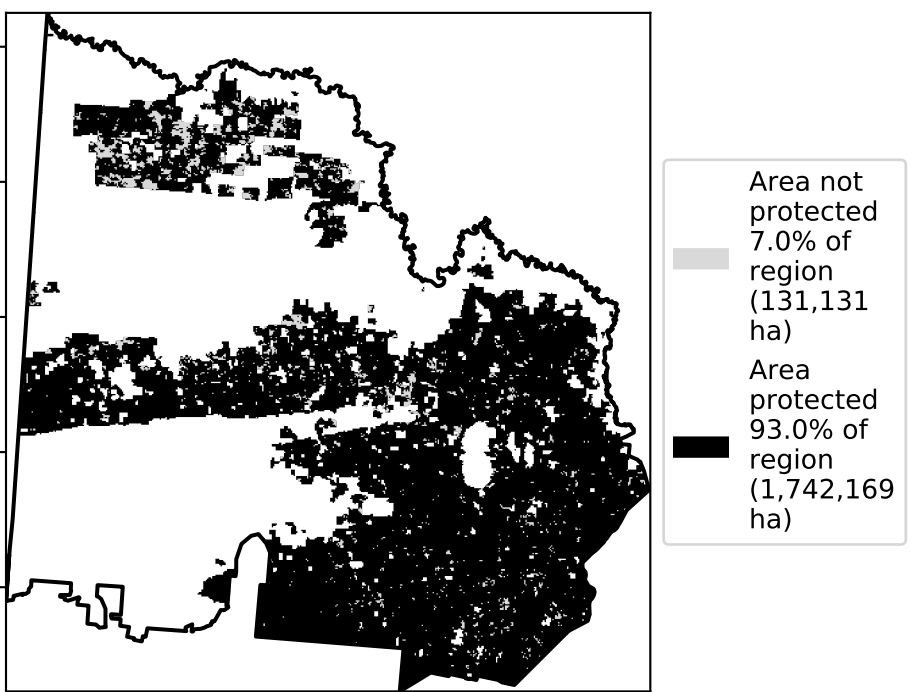 Area not
protected
7.0% of
region
(131,131
ha)
Area
protected
93.0% of
region
(1,742,169
ha)